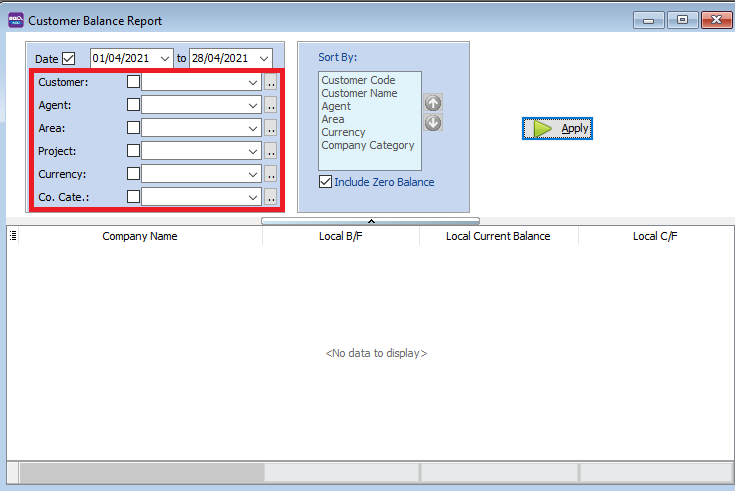 Customer Balance Report
Date 01/04/2021 to 28/04/2021
Customer: ..
Agent: ..
Area: ..
Project: ..
Currency: ..
Co. Cate.: ..
Sort By:
Customer Code
Customer Name
Agent
Area
Currency
Company Category
Include Zero Balance
Apply
Company Name Local B/F Local Current Balance Local C/F
<No data to display>